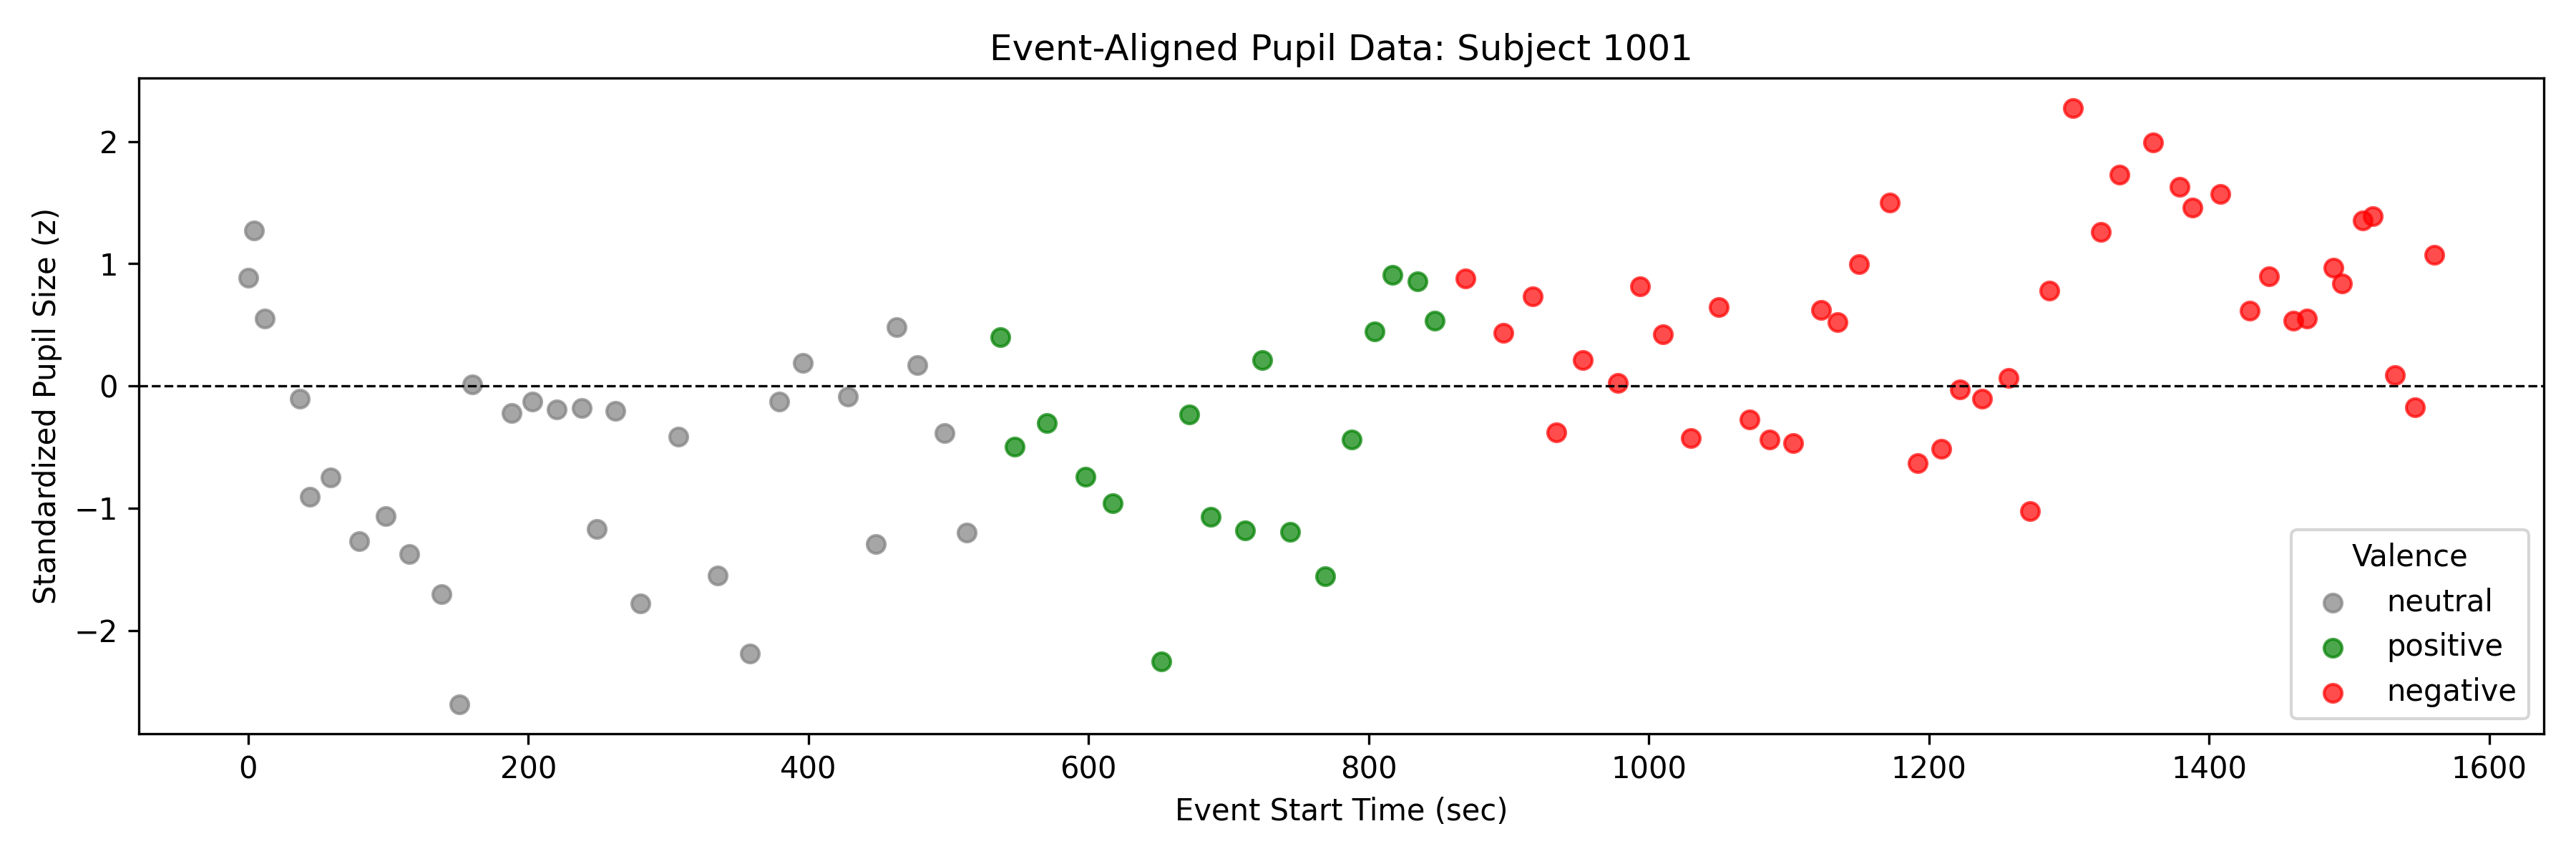 Event-Aligned Pupil Data: Subject 1001
Standardized Pupil Size (z)
2
1
0
−1
−2
0 200 400 600 800 1000 1200 1400 1600
Event Start Time (sec)
Valence
neutral
positive
negative